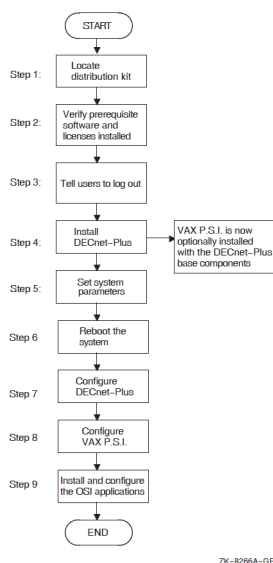 START
Step 1:
Locate
distribution kit
Step 2:
Verify prerequisite
software and
licenses installed
Step 3:
Tell users to log out
Step 4:
Install
DECnet-Plus
VAX P.S.I. is now
optionally installed
with the DECnet-Plus
base components
Step 5:
Set system
parameters
Step 6
Reboot the
system
Step 7
Configure
DECnet-Plus
Step 8
Configure
VAX P.S.I.
Step 9
Install and configure
the OSI applications
END
ZK-8266A-GE